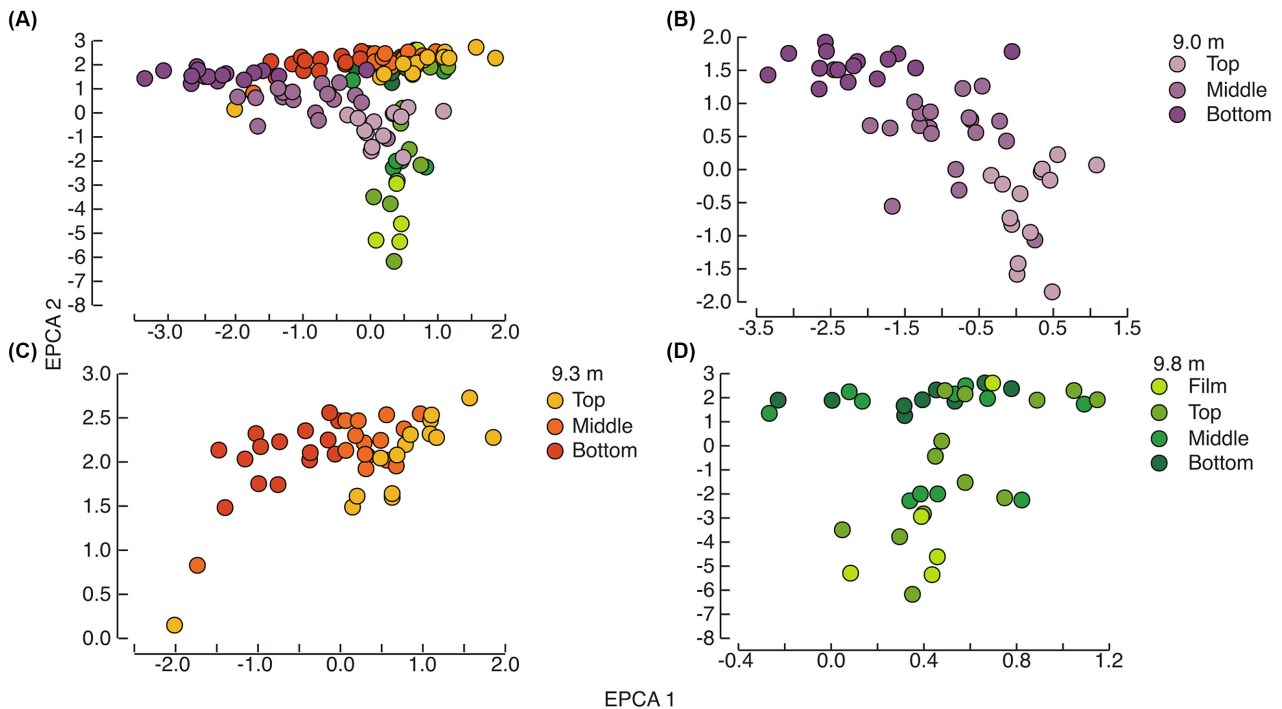 (A)
3
2
1
0
-1
-2
-3
-4
-5
-6
-7
-8
-3.0 -2.0 -1.0 0.0 1.0 2.0
(B)
2.0
1.5
1.0
0.5
0.0
-0.5
-1.0
-1.5
-2.0
-3.5 -2.5 -1.5 -0.5 0.5 1.5
9.0 m
Top
Middle
Bottom
EPCA 2
(C)
3.0
2.5
2.0
1.5
1.0
0.5
0.0
-2.0 -1.0 0.0 1.0 2.0
9.3 m
Top
Middle
Bottom
(D)
3
2
1
0
-1
-2
-3
-4
-5
-6
-7
-8
-0.4 0.0 0.4 0.8 1.2
9.8 m
Film
Top
Middle
Bottom
EPCA 1